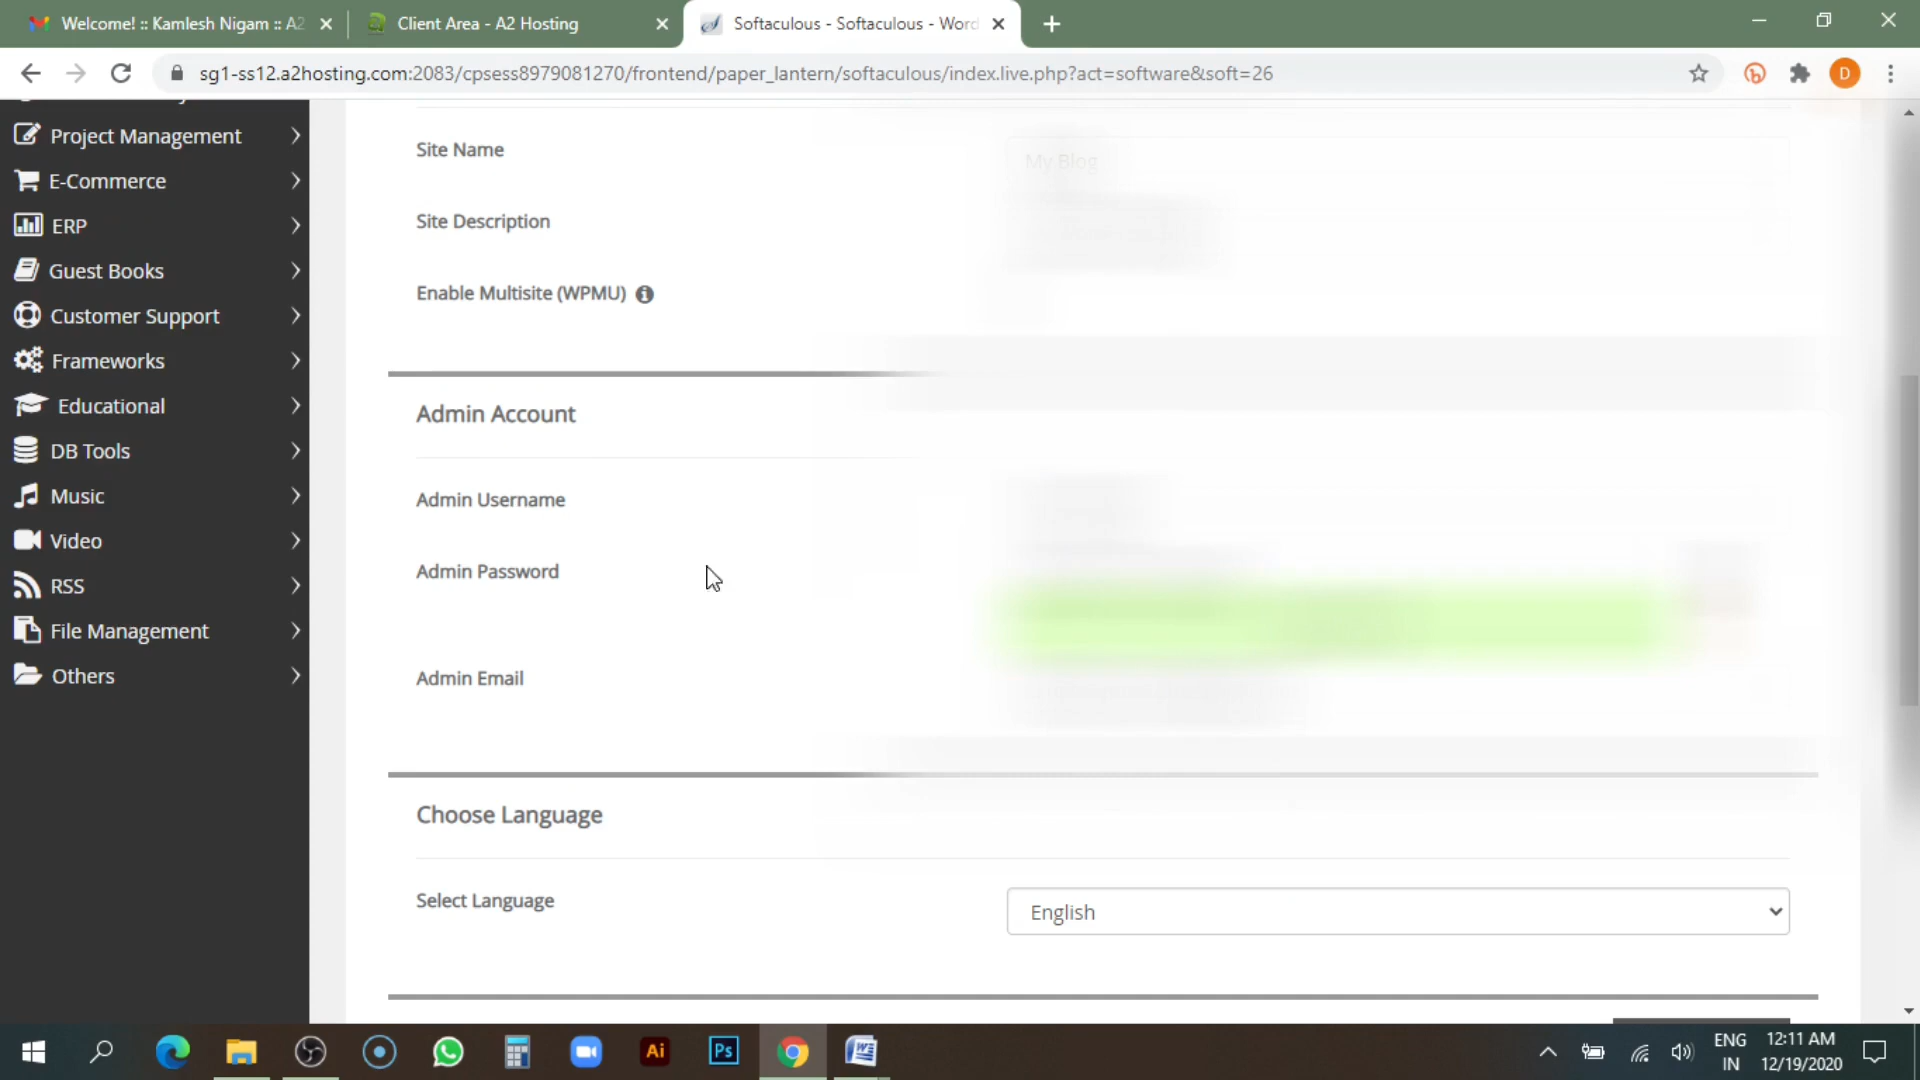 Welcome! :: Kamlesh Nigam :: A2
Client Area - A2 Hosting
Softaculous - Softaculous - Word
sg1-ss12.a2hosting.com:2083/cpsess8979081270/frontend/paper_lantern/softaculous/index.live.php?act=software&soft=26
D
Project Management
E-Commerce
ERP
Guest Books
Customer Support
Frameworks
Educational
DB Tools
Music
Video
RSS
File Management
Others
Site Name
My Blog
Site Description
Enable Multisite (WPMU)
Admin Account
Admin Username
Admin Password
Admin Email
Choose Language
Select Language
English
Ai
Ps
ENG
IN
12:11 AM
12/19/2020